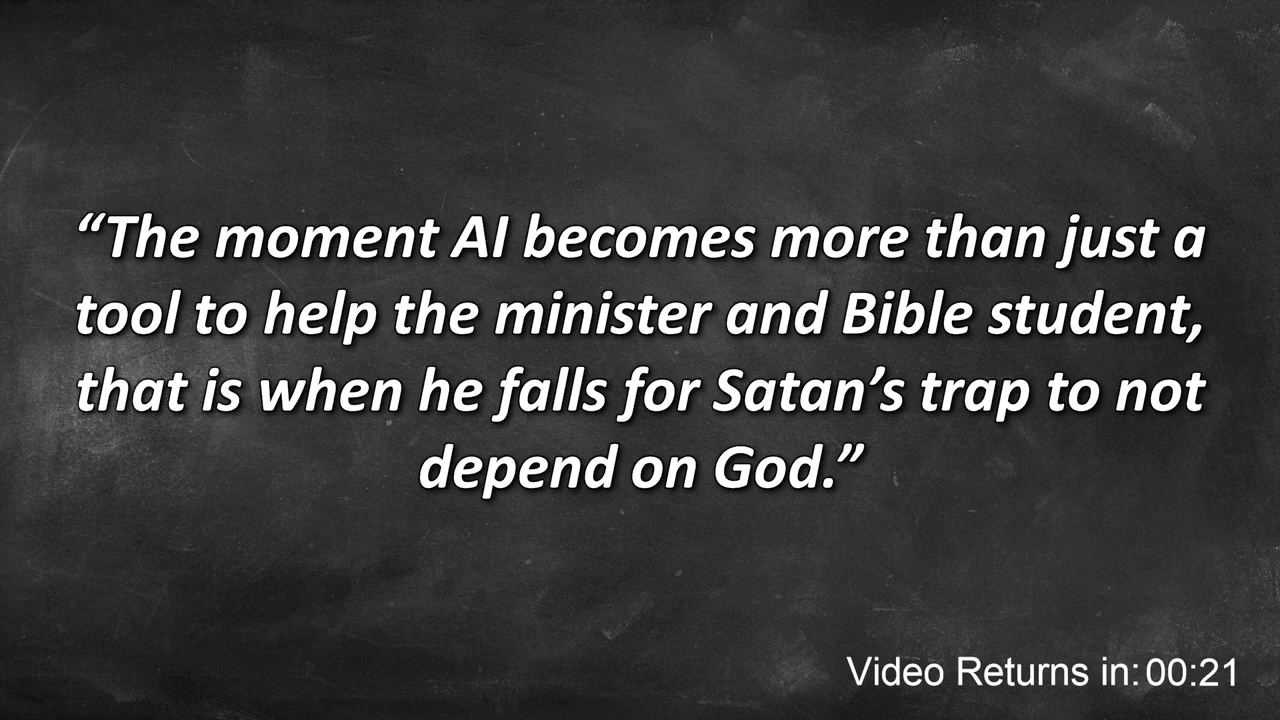 “The moment AI becomes more than just a
tool to help the minister and Bible student,
that is when he falls for Satan’s trap to not
depend on God.”
Video Returns in: 00:21